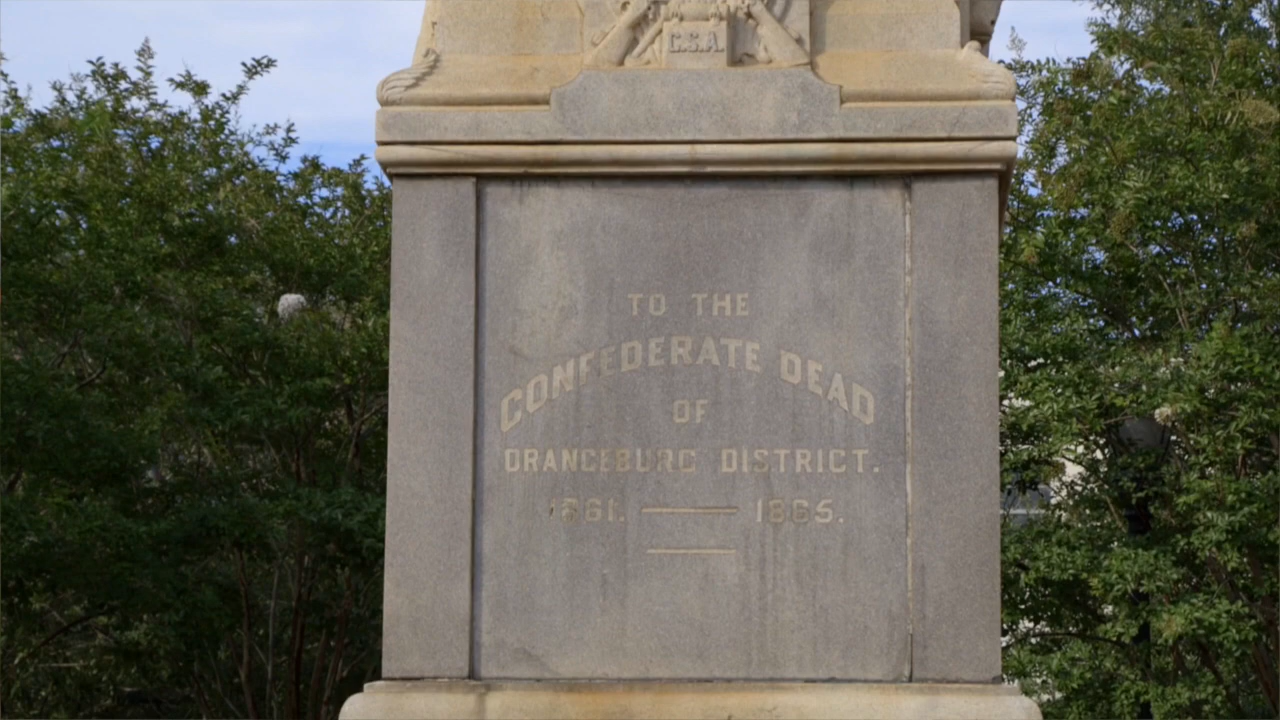 C.S.A.
TO THE
CONFEDERATE DEAD
OF
ORANGEBURG DISTRICT.
1861. — 1865.